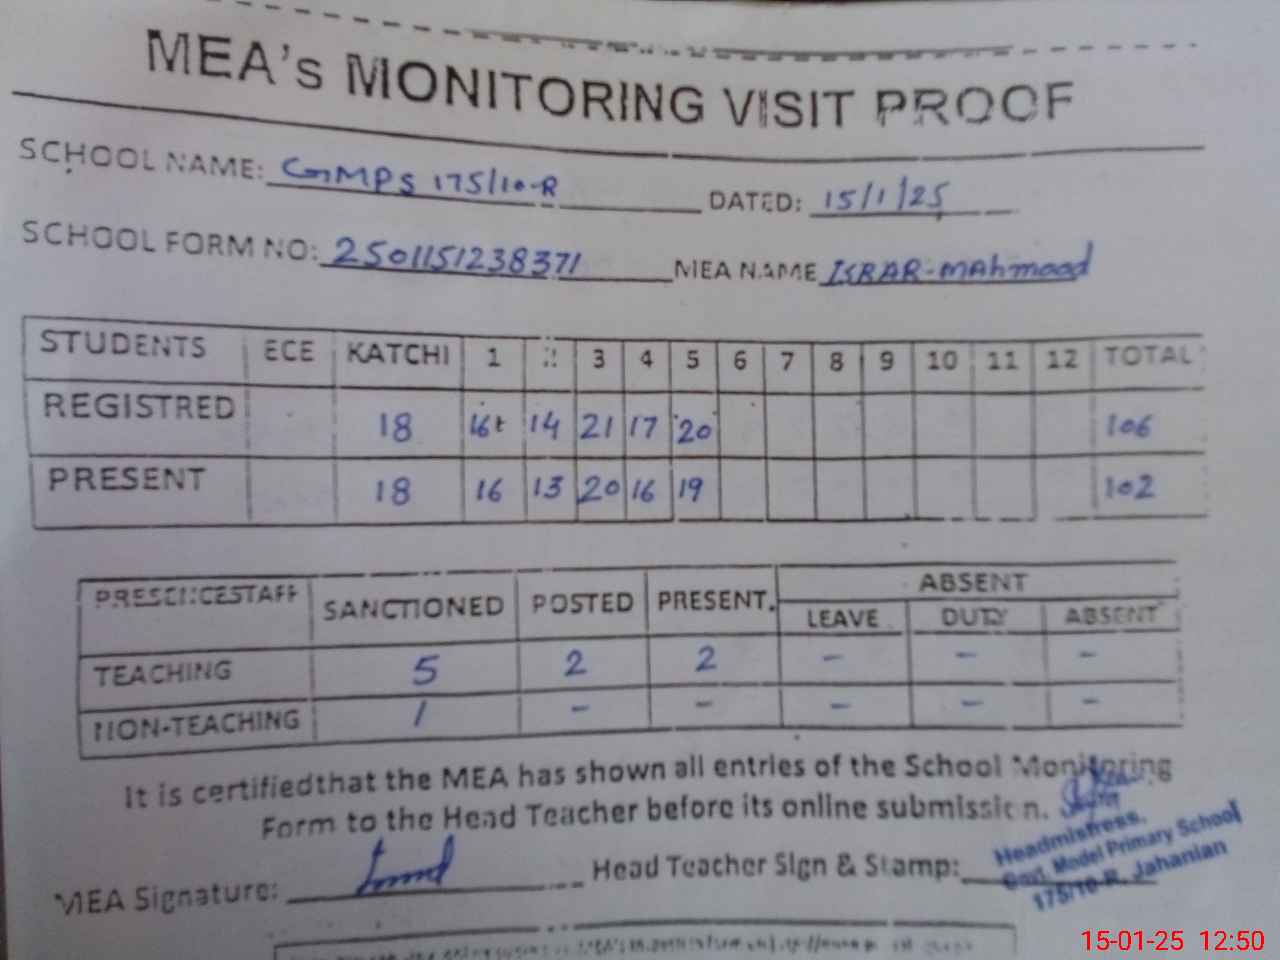 MEA's MONITORING VISIT PROOF
SCHOOL NAME: GMPS 175/10-R DATED: 15/1/25
SCHOOL FORM NO: 2501151238371 MEA NAME ISRAR-MAhmood
STUDENTS ECE KATCHI 1 2 3 4 5 6 7 8 9 10 11 12 TOTAL
REGISTRED 18 16 14 21 17 20 106
PRESENT 18 16 13 20 16 19 102
PRESENCESTAFF SANCTIONED POSTED PRESENT. ABSENT
LEAVE DUTY ABSENT
TEACHING 5 2 2 - - -
NON-TEACHING 1 - - - - -
It is certifiedthat the MEA has shown all entries of the School Monitoring
Form to the Head Teacher before its online submission.
MEA Signature: Head Teacher Sign & Stamp:
Headmistress,
Govt. Model Primary School
175/10-R, Jahanian
15-01-25 12:50